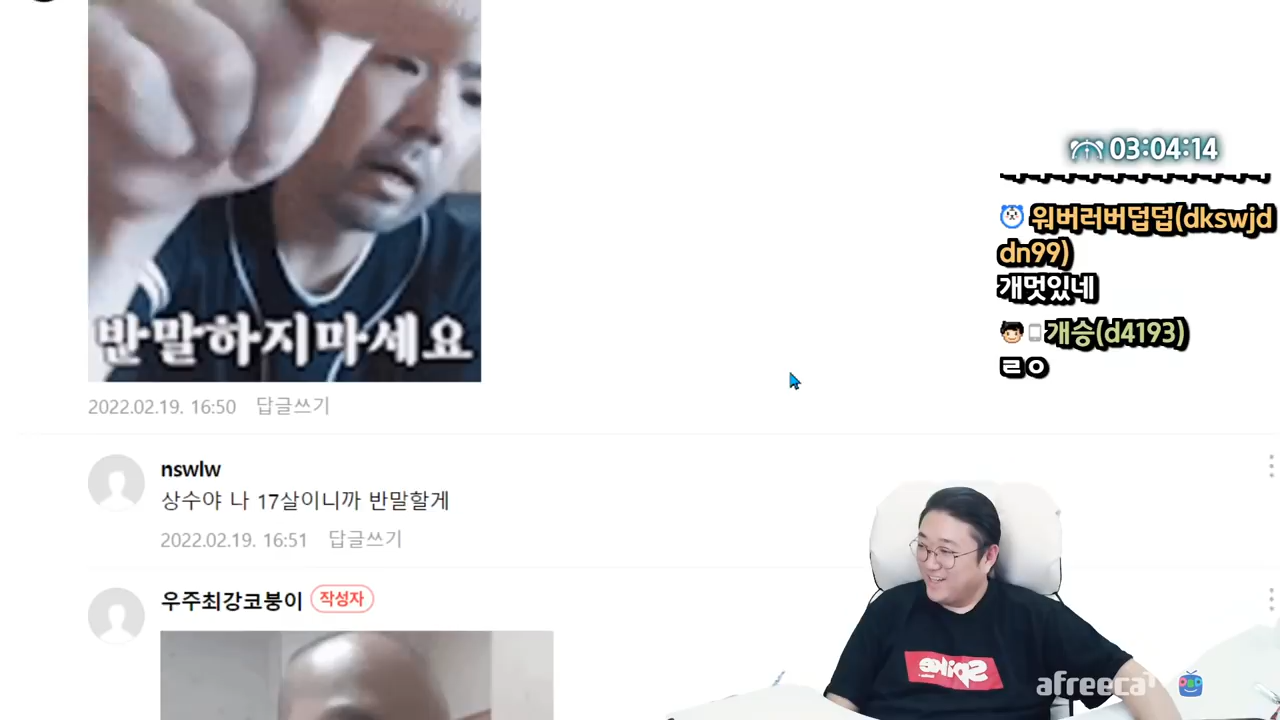 반말하지마세요
2022.02.19. 16:50 답글쓰기
nswlw
상수야 나 17살이니까 반말할게
2022.02.19. 16:51 답글쓰기
우주최강코붕이 작성자
03:04:14
워버러버덥덥(dkswjd
dn99)
개멋있네
개승(d4193)
ㄹㅇ
Spike
afreecaTV